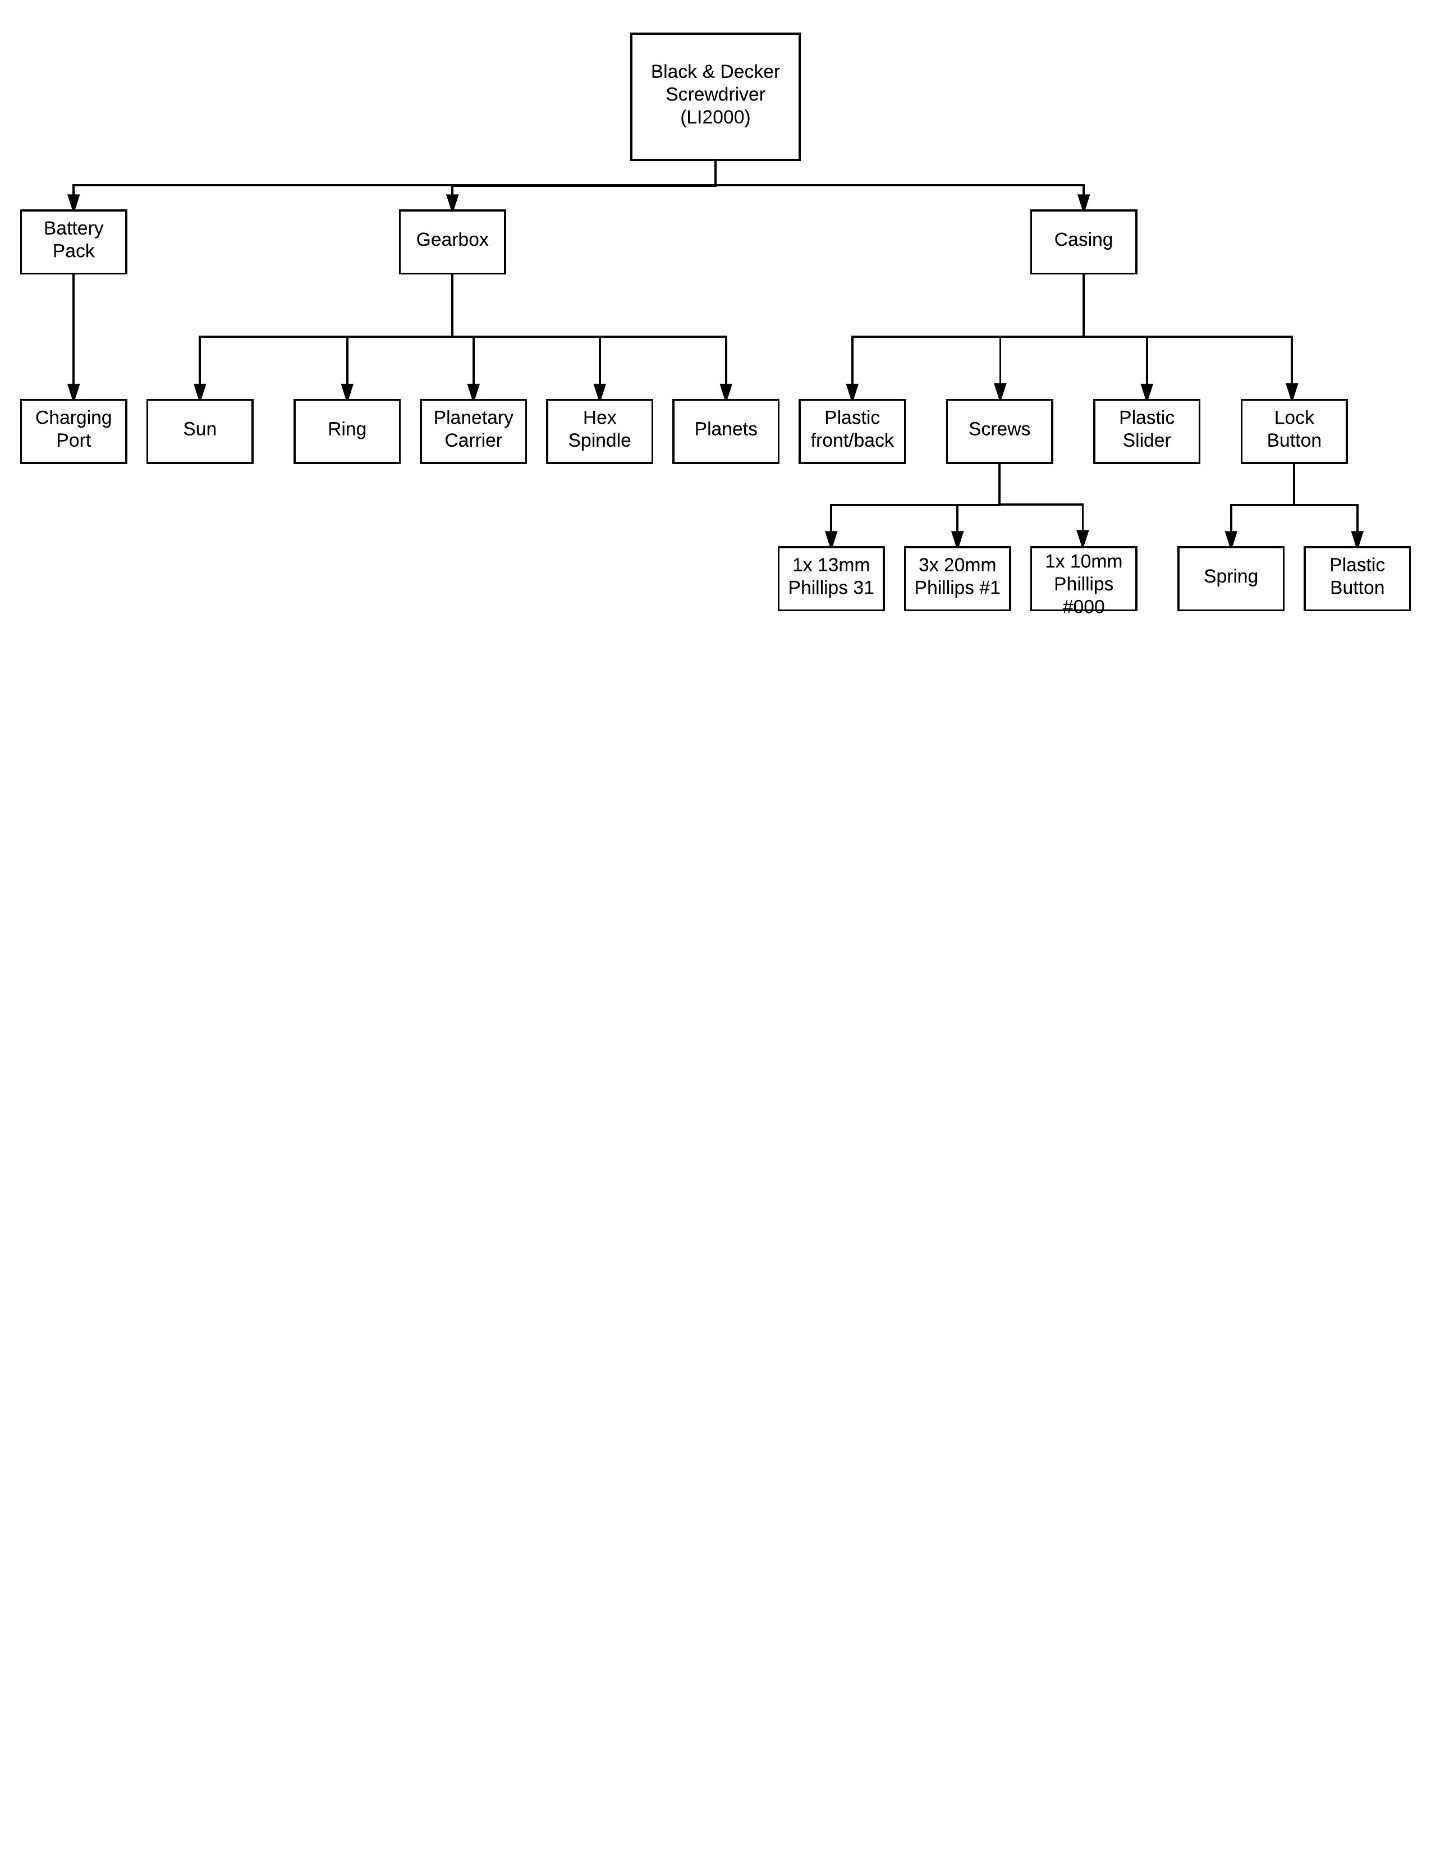 Black & Decker
Screwdriver
(LI2000)
Battery
Pack
Gearbox
Casing
Charging
Port
Sun
Ring
Planetary
Carrier
Hex
Spindle
Planets
Plastic
front/back
Screws
Plastic
Slider
Lock
Button
1x 13mm
Phillips 31
3x 20mm
Phillips #1
1x 10mm
Phillips
#000
Spring
Plastic
Button